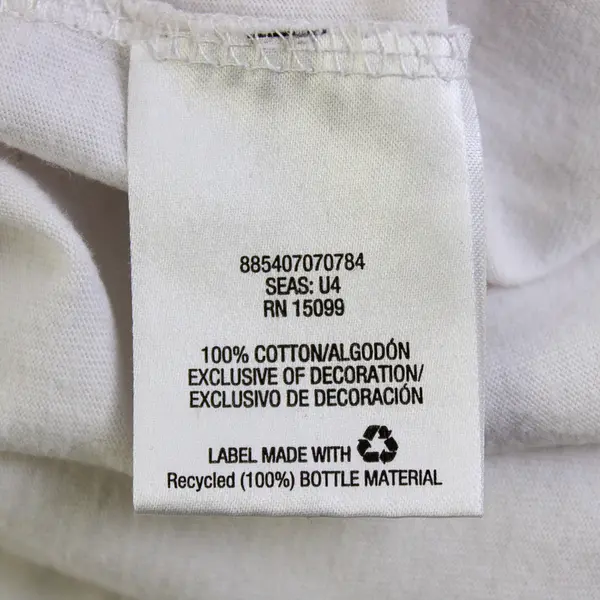 885407070784
SEAS: U4
RN 15099
100% COTTON/ALGODÓN
EXCLUSIVE OF DECORATION/
EXCLUSIVO DE DECORACIÓN
LABEL MADE WITH
Recycled (100%) BOTTLE MATERIAL